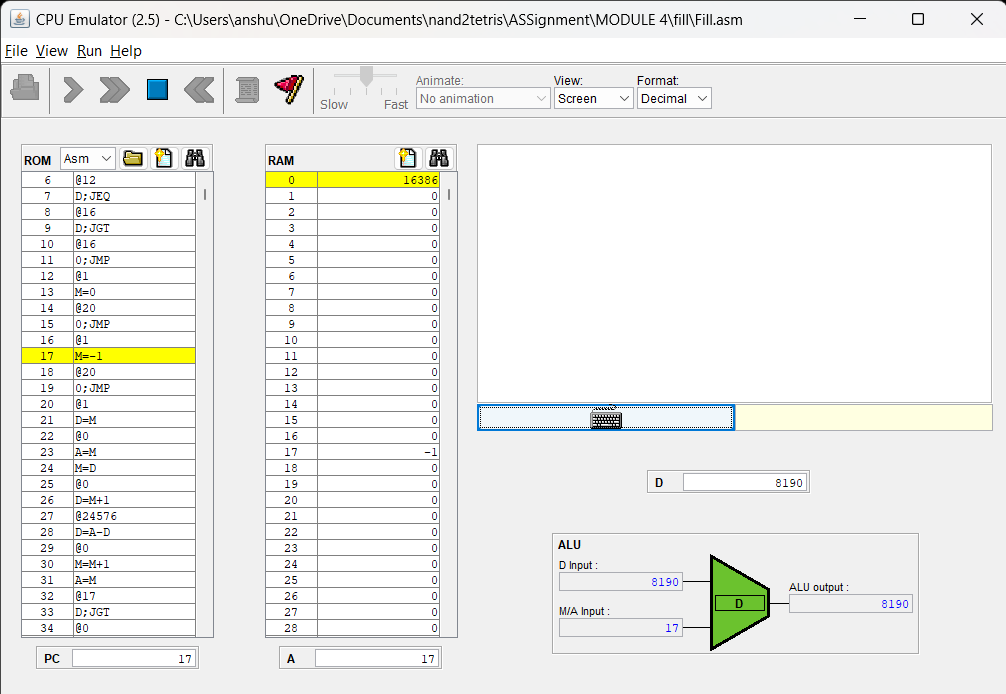 CPU Emulator (2.5) - C:\Users\anshu\OneDrive\Documents\nand2tetris\ASSignment\MODULE 4\fill\Fill.asm
File View Run Help
Slow Fast
Animate:
No animation
View:
Screen
Format:
Decimal
ROM Asm
6 @12
7 D;JEQ
8 @16
9 D;JGT
10 @16
11 0;JMP
12 @1
13 M=0
14 @20
15 0;JMP
16 @1
17 M=-1
18 @20
19 0;JMP
20 @1
21 D=M
22 @0
23 A=M
24 M=D
25 @0
26 D=M+1
27 @24576
28 D=A-D
29 @0
30 M=M+1
31 A=M
32 @17
33 D;JGT
34 @0
PC 17
RAM
0 16386
1 0
2 0
3 0
4 0
5 0
6 0
7 0
8 0
9 0
10 0
11 0
12 0
13 0
14 0
15 0
16 0
17 -1
18 0
19 0
20 0
21 0
22 0
23 0
24 0
25 0
26 0
27 0
28 0
A 17
D 8190
ALU
D Input :
8190
M/A Input :
17
D
ALU output :
8190